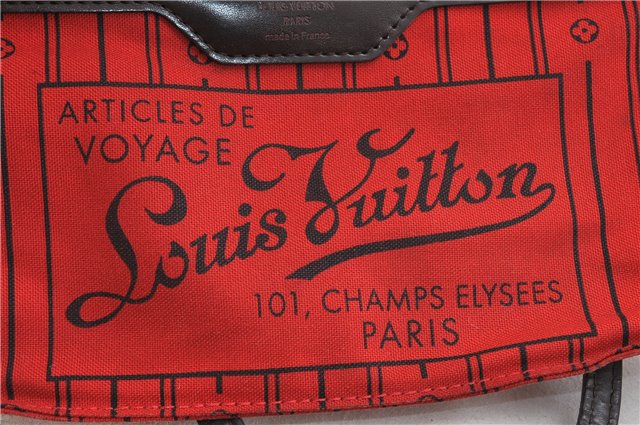 LOUIS VUITTON
PARIS
made in France
ARTICLES DE
VOYAGE
Louis Vuitton
101, CHAMPS ELYSEES
PARIS